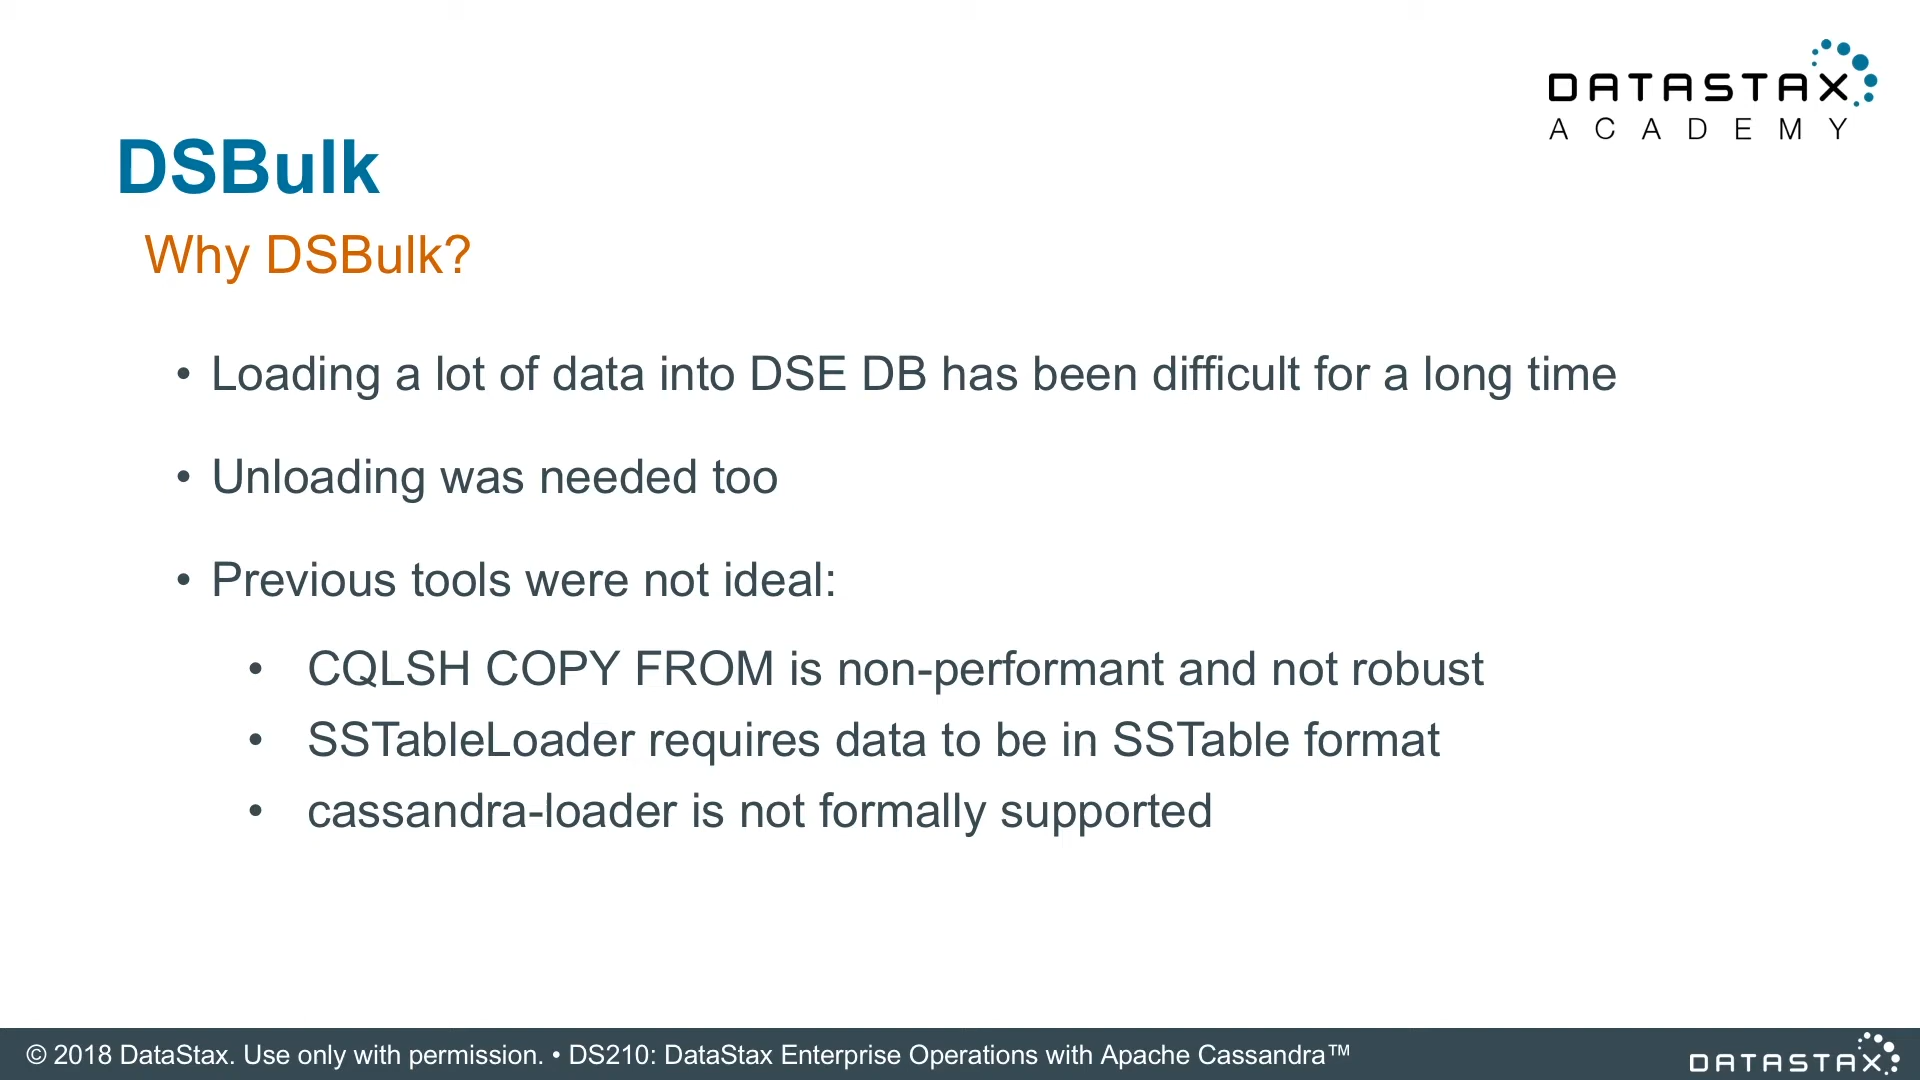 DATASTAX
ACADEMY
DSBulk
Why DSBulk?
• Loading a lot of data into DSE DB has been difficult for a long time
• Unloading was needed too
• Previous tools were not ideal:
• CQLSH COPY FROM is non-performant and not robust
• SSTableLoader requires data to be in SSTable format
• cassandra-loader is not formally supported
© 2018 DataStax. Use only with permission. • DS210: DataStax Enterprise Operations with Apache Cassandra™
DATASTAX